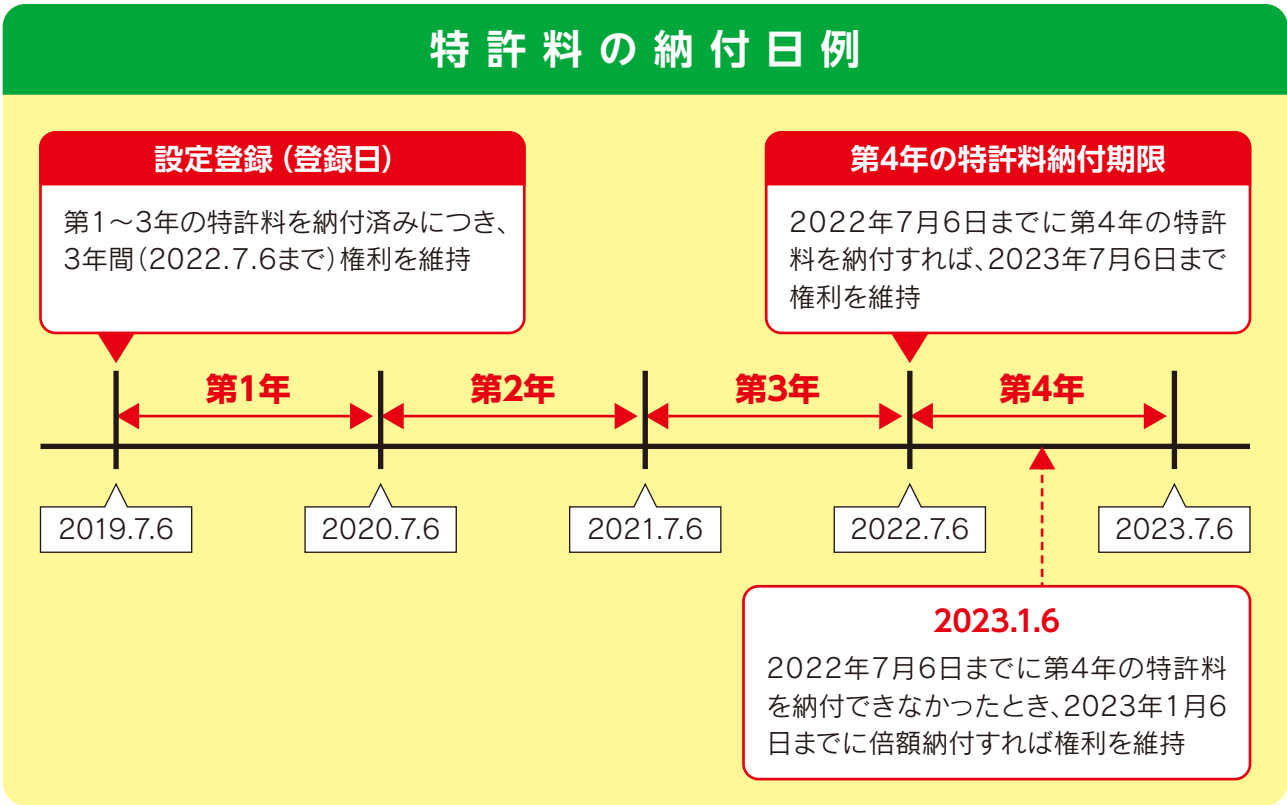 特許料の納付日例
設定登録（登録日）
第1～3年の特許料を納付済みにつき、
3年間（2022.7.6まで）権利を維持
第4年の特許料納付期限
2022年7月6日までに第4年の特許
料を納付すれば、2023年7月6日まで
権利を維持
第1年
第2年
第3年
第4年
2019.7.6
2020.7.6
2021.7.6
2022.7.6
2023.7.6
2023.1.6
2022年7月6日までに第4年の特許料
を納付できなかったとき、2023年1月6
日までに倍額納付すれば権利を維持